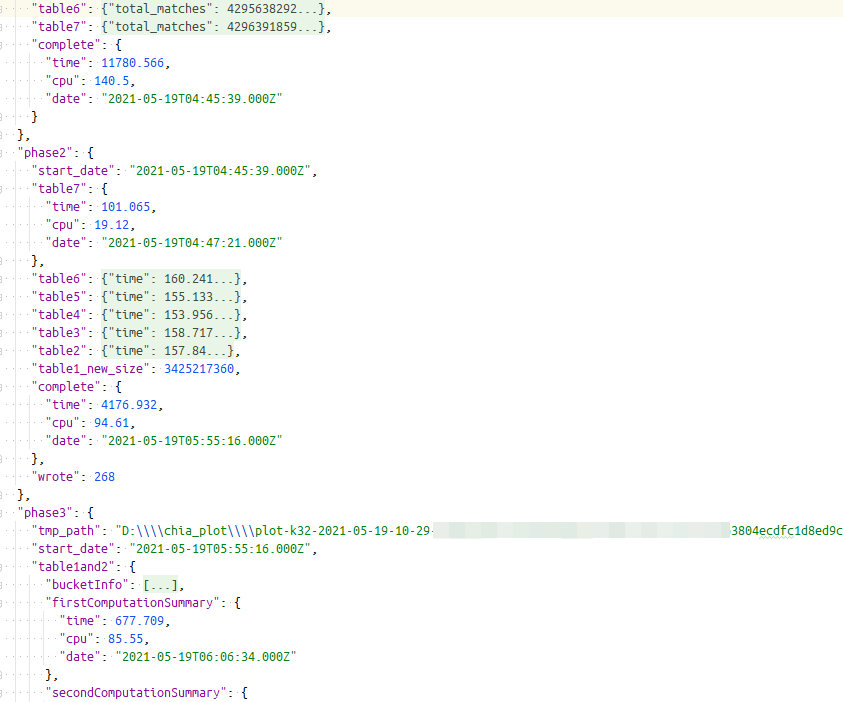 "table6": {"total_matches": 4295638292...},
"table7": {"total_matches": 4296391859...},
"complete": {
"time": 11780.566,
"cpu": 140.5,
"date": "2021-05-19T04:45:39.000Z"
}
},
"phase2": {
"start_date": "2021-05-19T04:45:39.000Z",
"table7": {
"time": 101.065,
"cpu": 19.12,
"date": "2021-05-19T04:47:21.000Z"
},
"table6": {"time": 160.241...},
"table5": {"time": 155.133...},
"table4": {"time": 153.956...},
"table3": {"time": 158.717...},
"table2": {"time": 157.84...},
"table1_new_size": 3425217360,
"complete": {
"time": 4176.932,
"cpu": 94.61,
"date": "2021-05-19T05:55:16.000Z"
},
"wrote": 268
},
"phase3": {
"tmp_path": "D:\\\\chia_plot\\\\plot-k32-2021-05-19-10-29- 3804ecdfc1d8ed9c
"start_date": "2021-05-19T05:55:16.000Z",
"table1and2": {
"bucketInfo": [...],
"firstComputationSummary": {
"time": 677.709,
"cpu": 85.55,
"date": "2021-05-19T06:06:34.000Z"
},
"secondComputationSummary": {